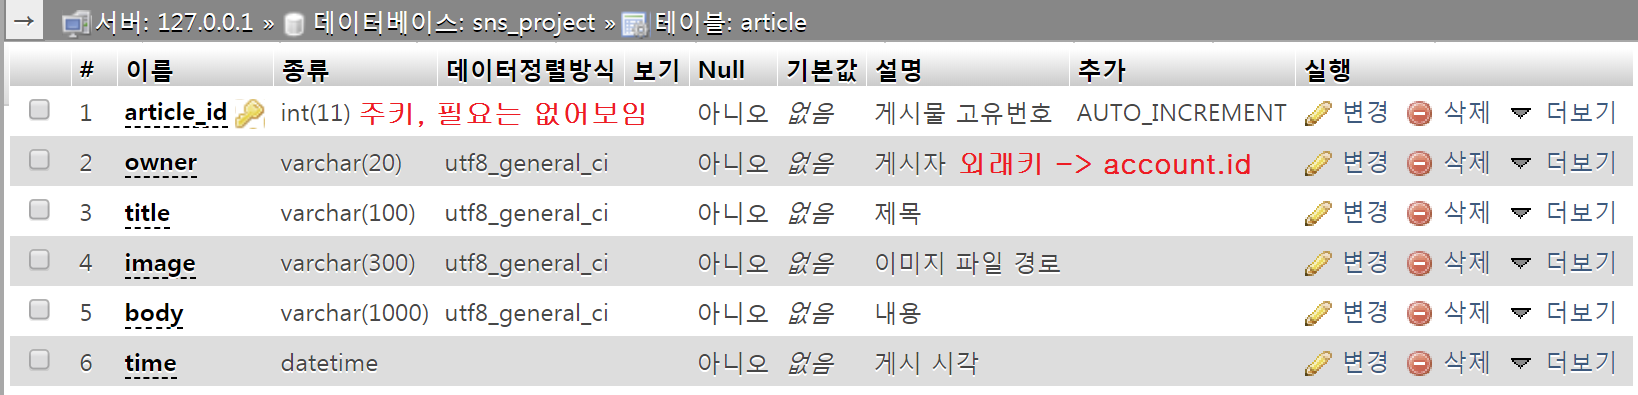 → 서버: 127.0.0.1 » 데이터베이스: sns_project » 테이블: article
# 이름 종류 데이터정렬방식 보기 Null 기본값 설명 추가 실행
1 article_id int(11) 주키, 필요는 없어보임 아니오 없음 게시물 고유번호 AUTO_INCREMENT 변경 삭제 더보기
2 owner varchar(20) utf8_general_ci 아니오 없음 게시자 외래키 -> account.id 변경 삭제 더보기
3 title varchar(100) utf8_general_ci 아니오 없음 제목 변경 삭제 더보기
4 image varchar(300) utf8_general_ci 아니오 없음 이미지 파일 경로 변경 삭제 더보기
5 body varchar(1000) utf8_general_ci 아니오 없음 내용 변경 삭제 더보기
6 time datetime 아니오 없음 게시 시각 변경 삭제 더보기